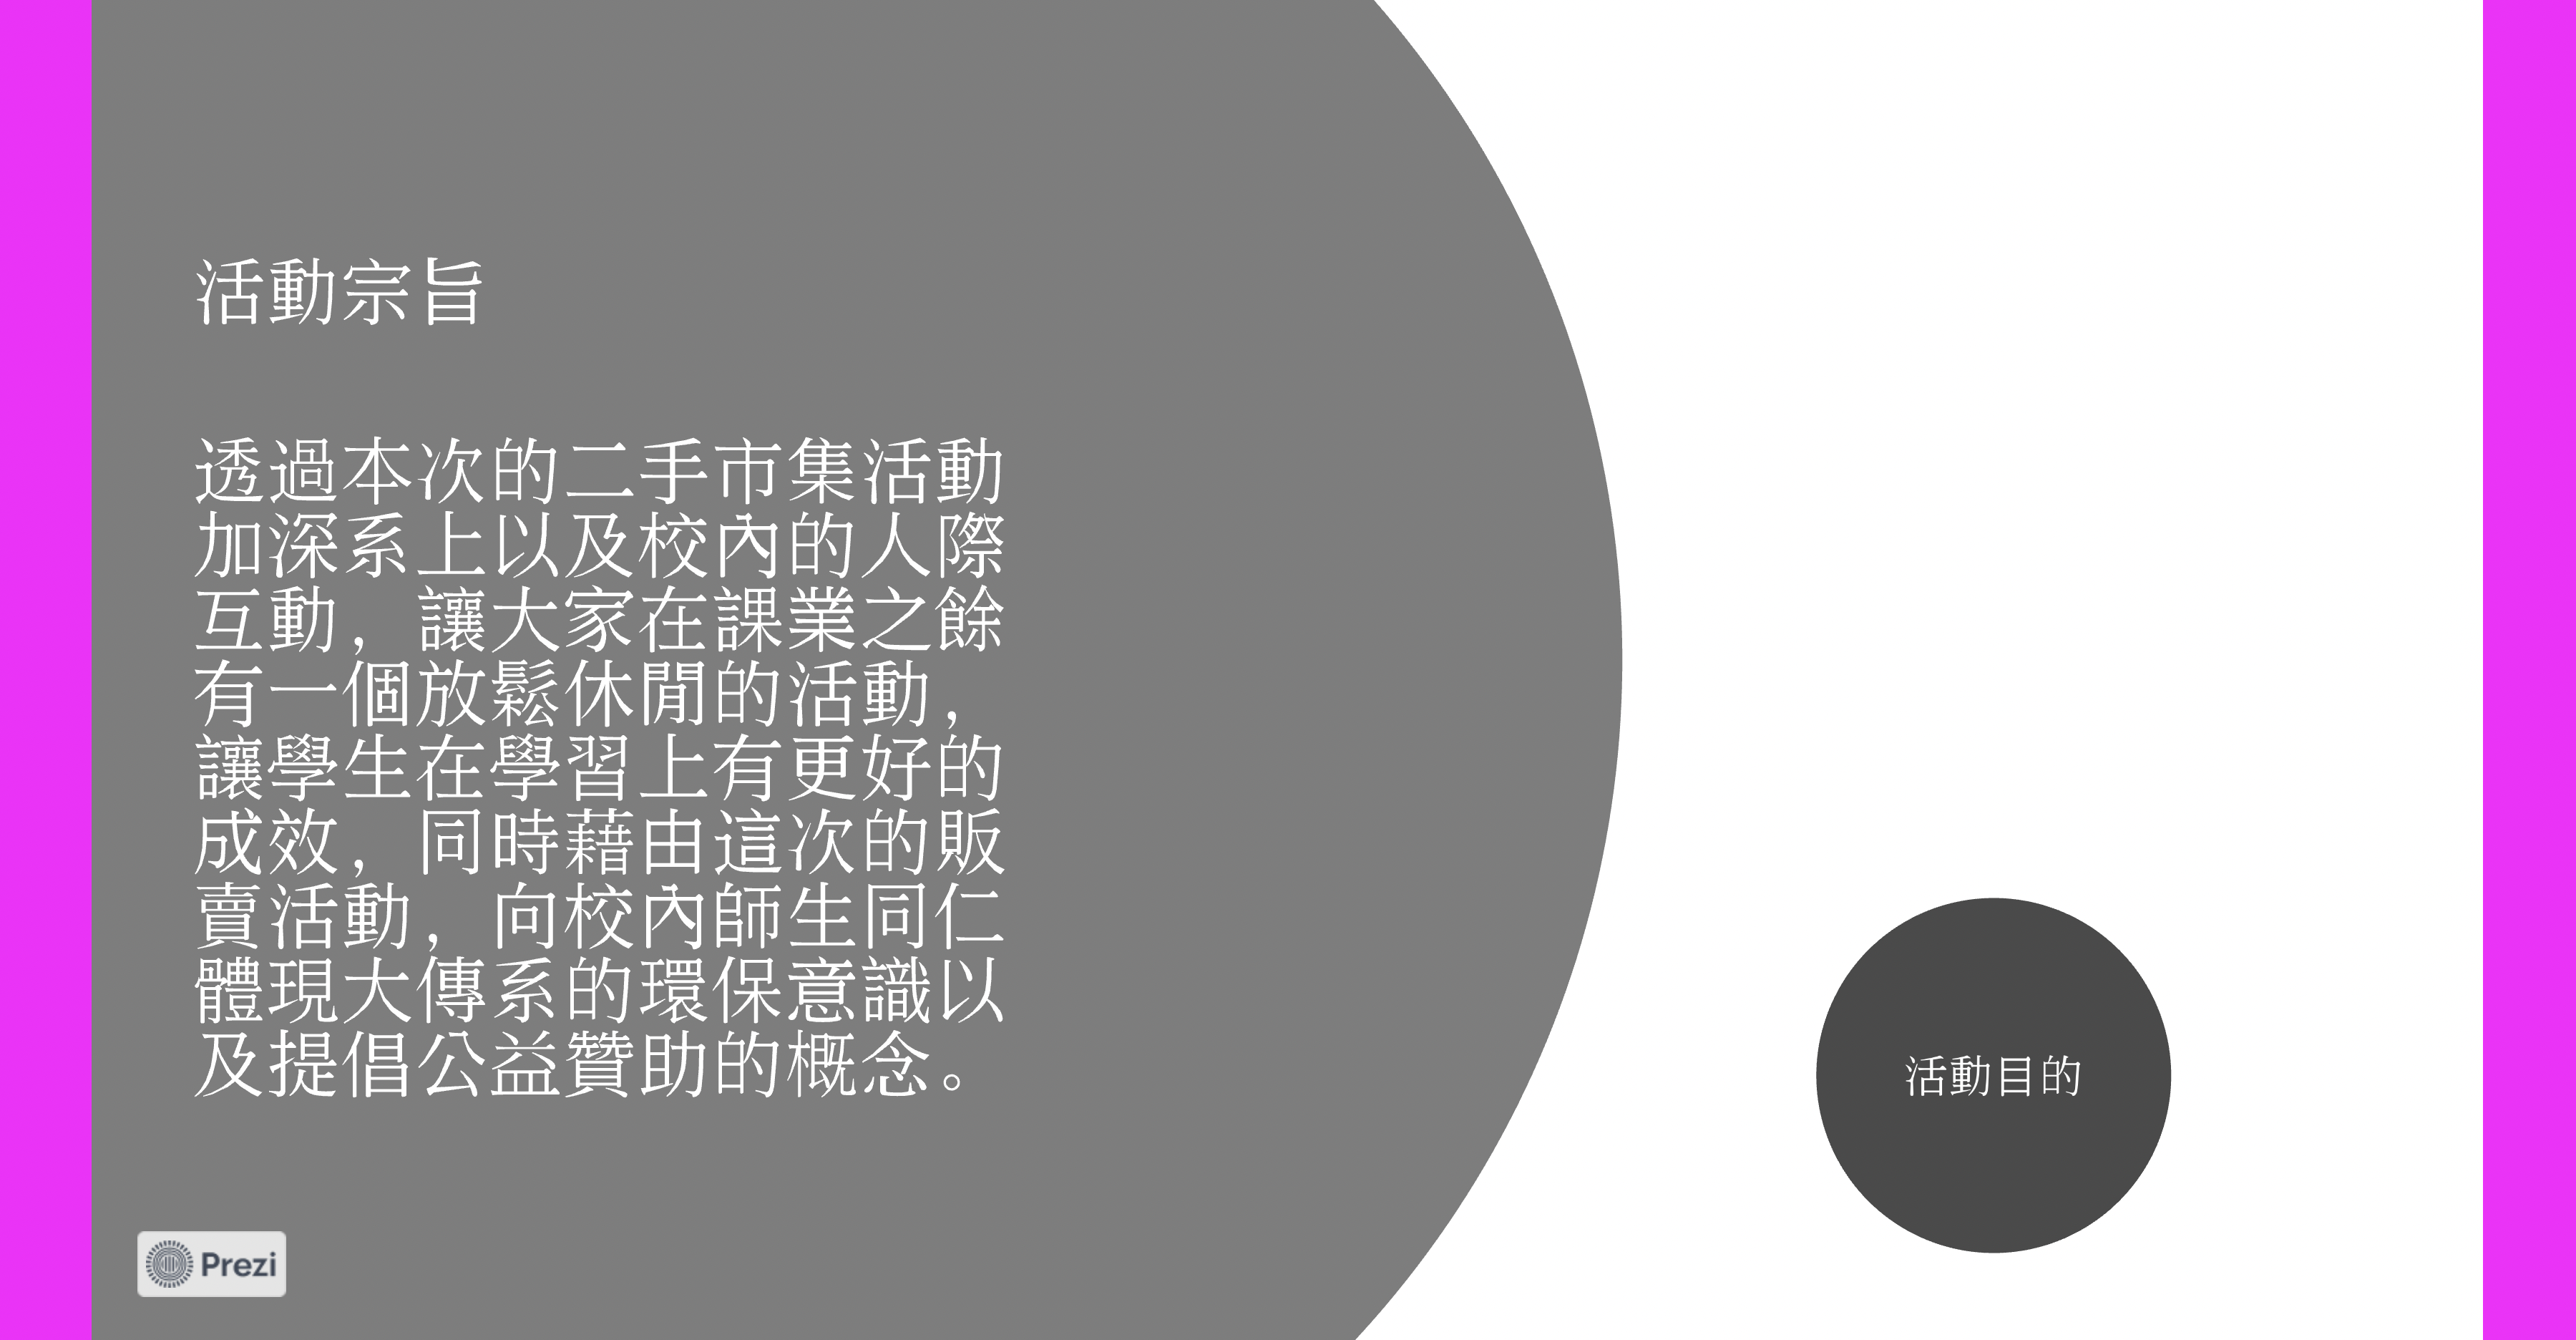 活動宗旨
透過本次的二手市集活動
加深系上以及校內的人際
互動，讓大家在課業之餘
有一個放鬆休閒的活動，
讓學生在學習上有更好的
成效，同時藉由這次的販
賣活動，向校內師生同仁
體現大傳系的環保意識以
及提倡公益贊助的概念。
活動目的
Prezi